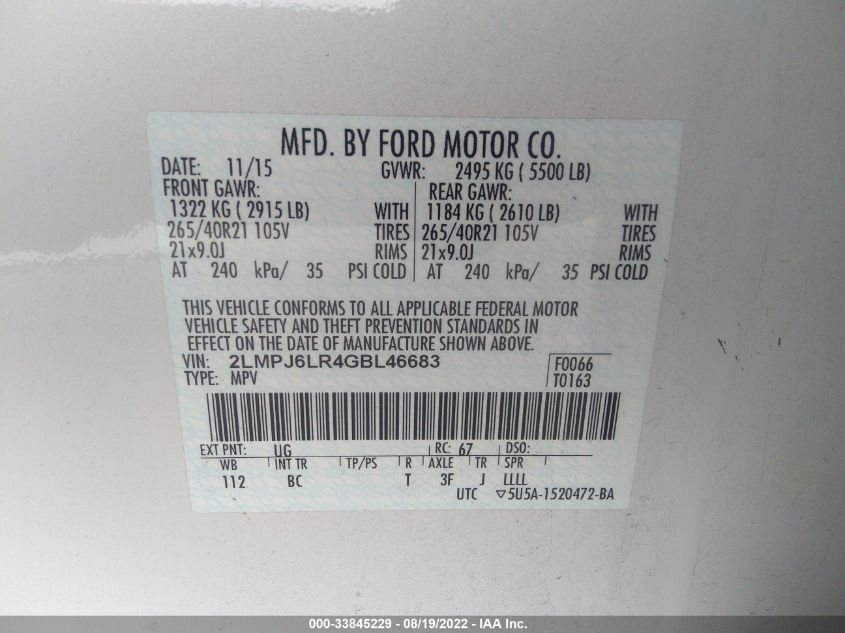 MFD. BY FORD MOTOR CO.
DATE: 11/15 GVWR: 2495 KG ( 5500 LB)
FRONT GAWR: REAR GAWR:
1322 KG ( 2915 LB) WITH 1184 KG ( 2610 LB) WITH
265/40R21 105V TIRES 265/40R21 105V TIRES
21x9.0J RIMS 21x9.0J RIMS
AT 240 kPa/ 35 PSI COLD AT 240 kPa/ 35 PSI COLD
THIS VEHICLE CONFORMS TO ALL APPLICABLE FEDERAL MOTOR
VEHICLE SAFETY AND THEFT PREVENTION STANDARDS IN
EFFECT ON THE DATE OF MANUFACTURE SHOWN ABOVE.
VIN: 2LMPJ6LR4GBL46683 F0066
TYPE: MPV T0163
EXT PNT: UG RC: 67 DSO:
WB INT TR TP/PS R AXLE TR SPR
112 BC T 3F J LLLL
UTC ▽5U5A-1520472-BA
000-33845229 - 08/19/2022 - IAA Inc.